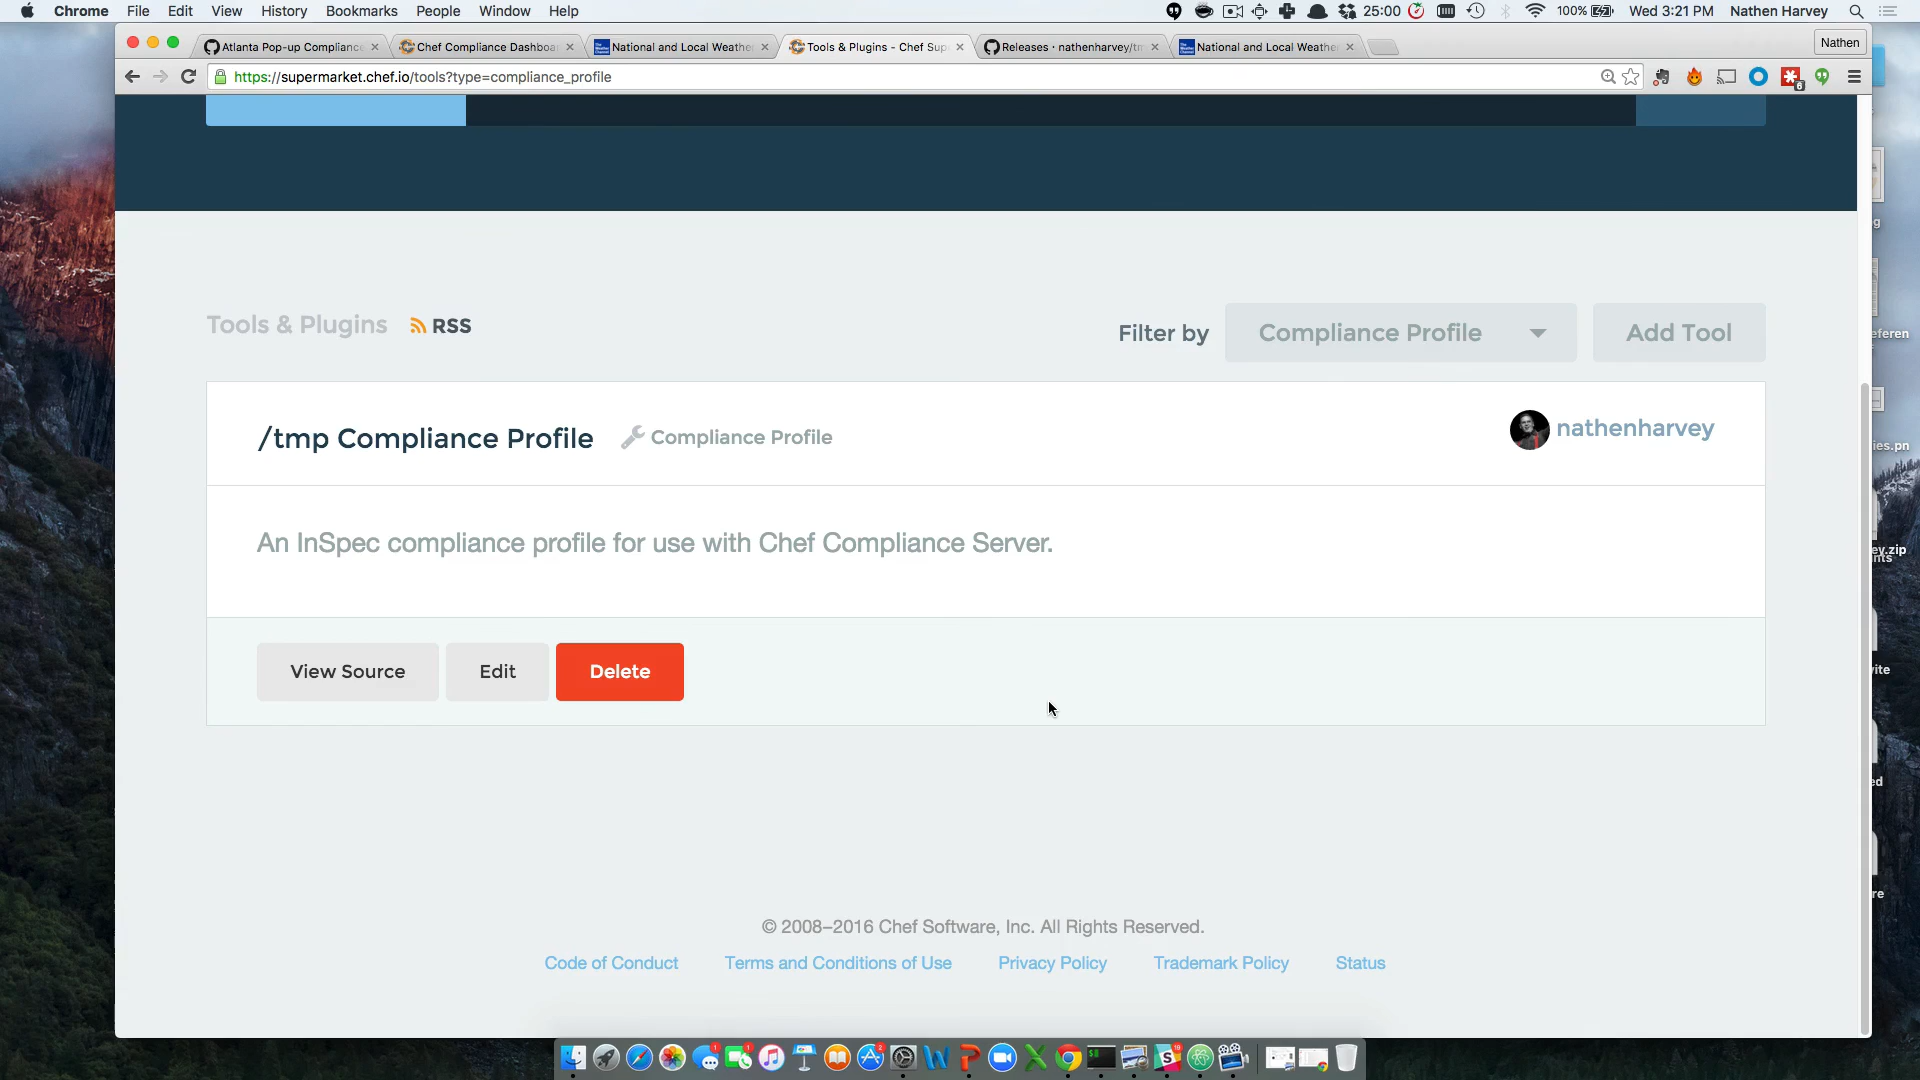 Chrome File Edit View History Bookmarks People Window Help 25:00 100% Wed 3:21 PM Nathen Harvey
Atlanta Pop-up Compliance Chef Compliance Dashboa National and Local Weathe Tools & Plugins - Chef Sup Releases · nathenharvey/tm National and Local Weathe Nathen
https://supermarket.chef.io/tools?type=compliance_profile
6
Tools & Plugins RSS Filter by Compliance Profile Add Tool
/tmp Compliance Profile Compliance Profile nathenharvey
An InSpec compliance profile for use with Chef Compliance Server.
View Source Edit Delete
© 2008–2016 Chef Software, Inc. All Rights Reserved.
Code of Conduct Terms and Conditions of Use Privacy Policy Trademark Policy Status